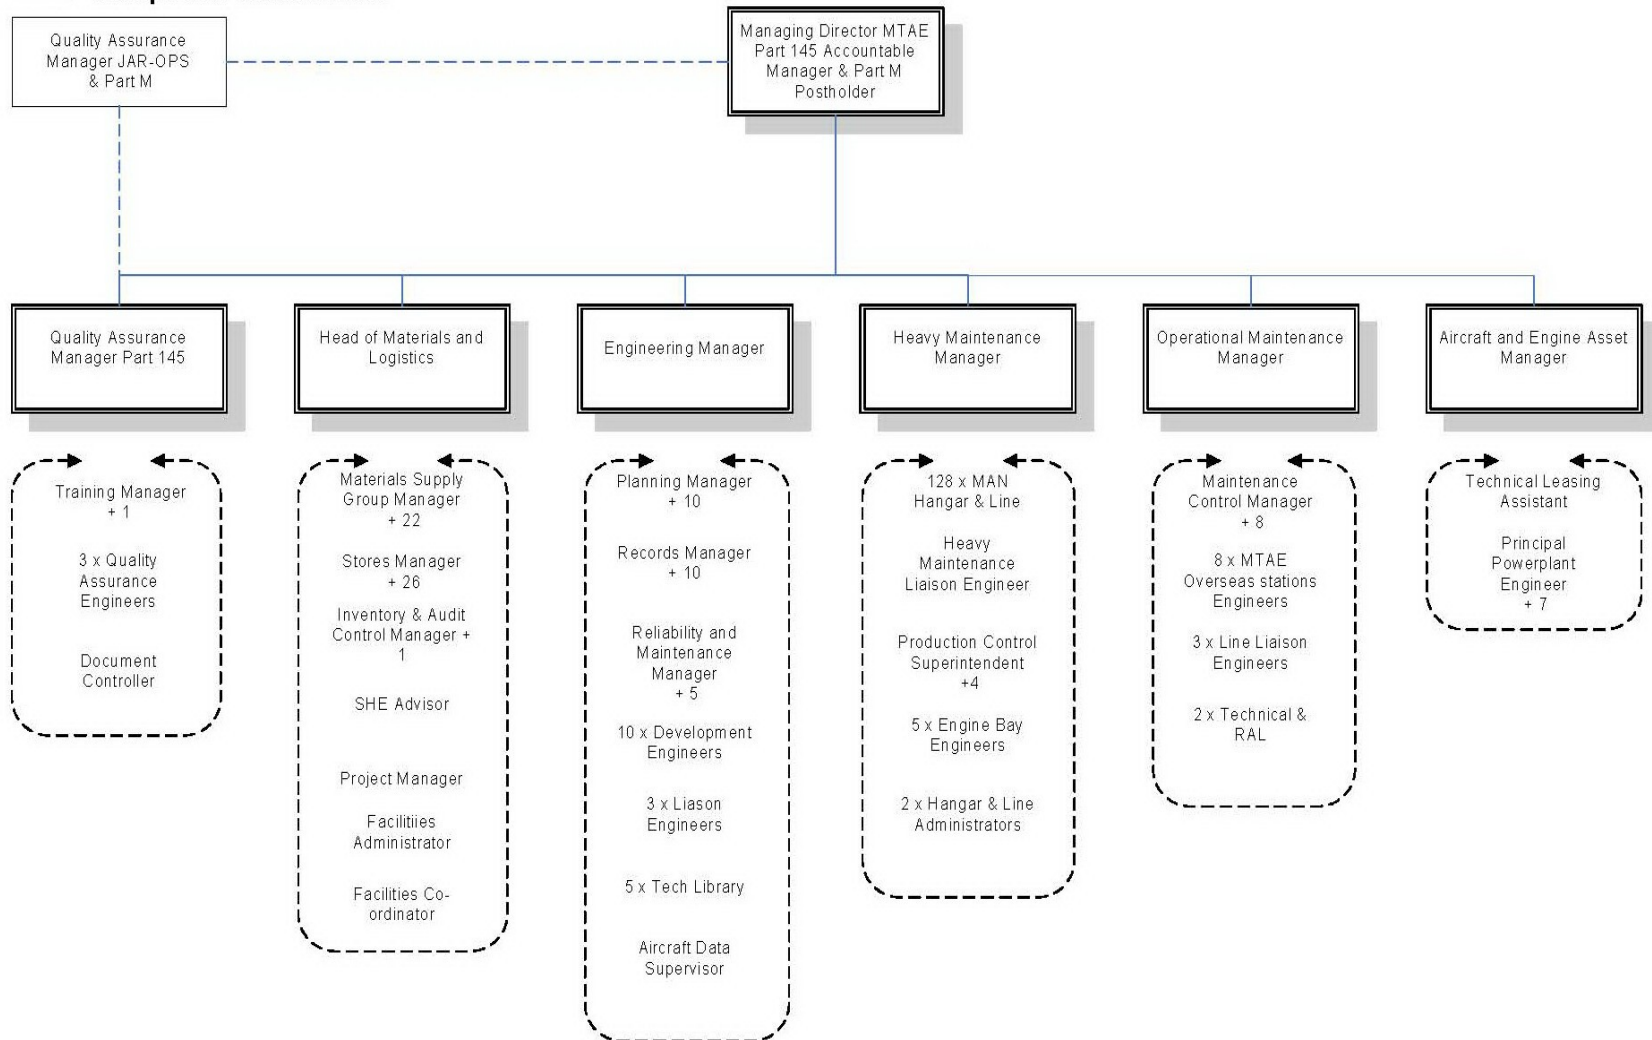 Quality Assurance
Manager JAR-OPS
& Part M
Managing Director MTAE
Part 145 Accountable
Manager & Part M
Postholder
Quality Assurance
Manager Part 145
Head of Materials and
Logistics
Engineering Manager
Heavy Maintenance
Manager
Operational Maintenance
Manager
Aircraft and Engine Asset
Manager
Training Manager
+ 1
3 x Quality
Assurance
Engineers
Document
Controller
Materials Supply
Group Manager
+ 22
Stores Manager
+ 26
Inventory & Audit
Control Manager +
1
SHE Advisor
Project Manager
Facilitiies
Administrator
Facilities Co-
ordinator
Planning Manager
+ 10
Records Manager
+ 10
Reliability and
Maintenance
Manager
+ 5
10 x Development
Engineers
3 x Liason
Engineers
5 x Tech Library
Aircraft Data
Supervisor
128 x MAN
Hangar & Line
Heavy
Maintenance
Liaison Engineer
Production Control
Superintendent
+4
5 x Engine Bay
Engineers
2 x Hangar & Line
Administrators
Maintenance
Control Manager
+ 8
8 x MTAE
Overseas stations
Engineers
3 x Line Liaison
Engineers
2 x Technical &
RAL
Technical Leasing
Assistant
Principal
Powerplant
Engineer
+ 7